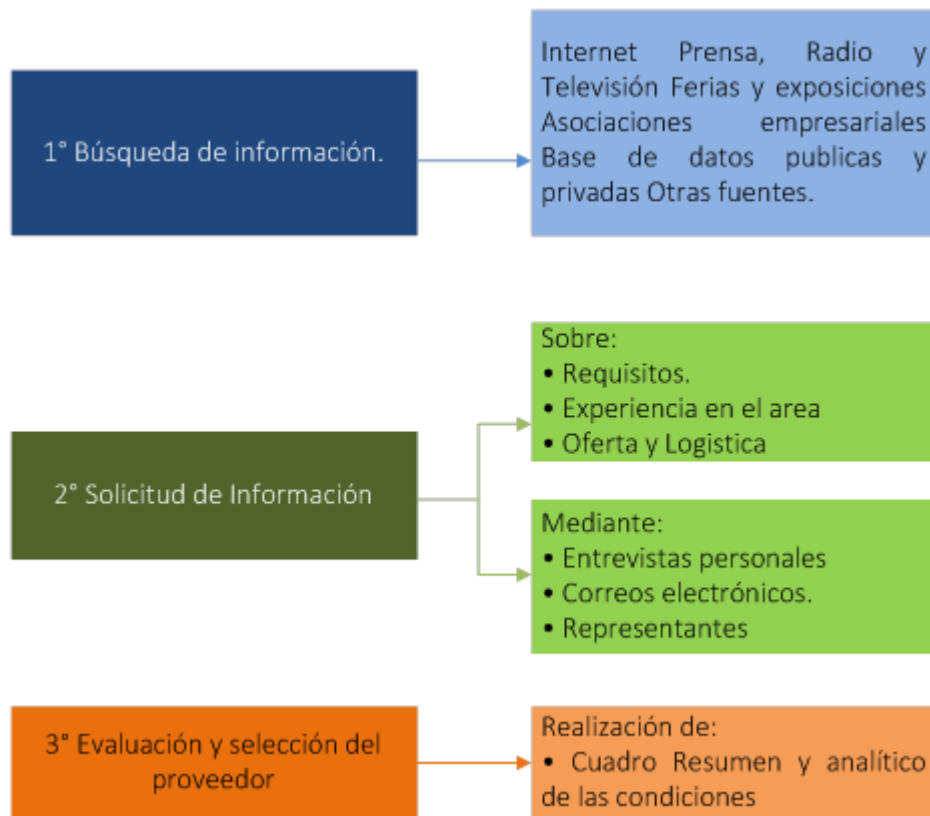 1° Búsqueda de información.
Internet Prensa, Radio y
Televisión Ferias y exposiciones
Asociaciones empresariales
Base de datos publicas y
privadas Otras fuentes.
2° Solicitud de Información
Sobre:
• Requisitos.
• Experiencia en el area
• Oferta y Logistica
Mediante:
• Entrevistas personales
• Correos electrónicos.
• Representantes
3° Evaluación y selección del
proveedor
Realización de:
• Cuadro Resumen y analítico
de las condiciones